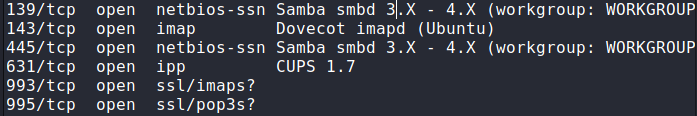 139/tcp open netbios-ssn Samba smbd 3.X - 4.X (workgroup: WORKGROUP
143/tcp open imap Dovecot imapd (Ubuntu)
445/tcp open netbios-ssn Samba smbd 3.X - 4.X (workgroup: WORKGROUP
631/tcp open ipp CUPS 1.7
993/tcp open ssl/imaps?
995/tcp open ssl/pop3s?